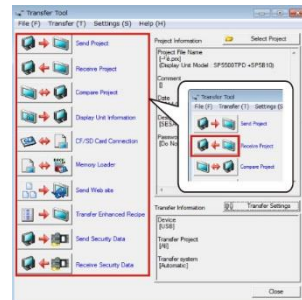 Transfer Tool
File (F) Transfer (T) Settings (S) Help (H)
Send Project
Receive Project
Compare Project
Display Unit Information
CF/SD Card Connection
Memory Loader
Send Web site
Transfer Enhanced Recipe
Send Security Data
Receive Security Data
Project Information
Select Project
Project File Name
(Display Unit Model : SP5500TPD +SP5B10)
Comment
[]
Date
Transfer Tool
File (F) Transfer (T) Settings (S
Send Project
Receive Project
Compare Project
Transfer Information
Transfer Settings
Device
[USB]
Transfer Project
[All]
Transfer system
[Automatic]
Close